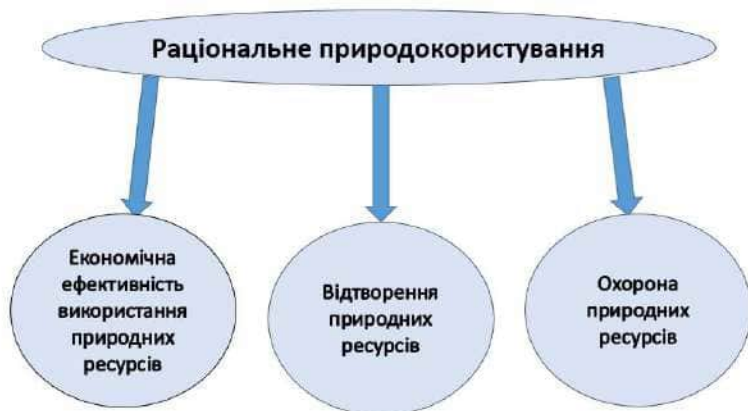 Раціональне природокористування
Економічна
ефективність
використання
природних
ресурсів
Відтворення
природних
ресурсів
Охорона
природних
ресурсів